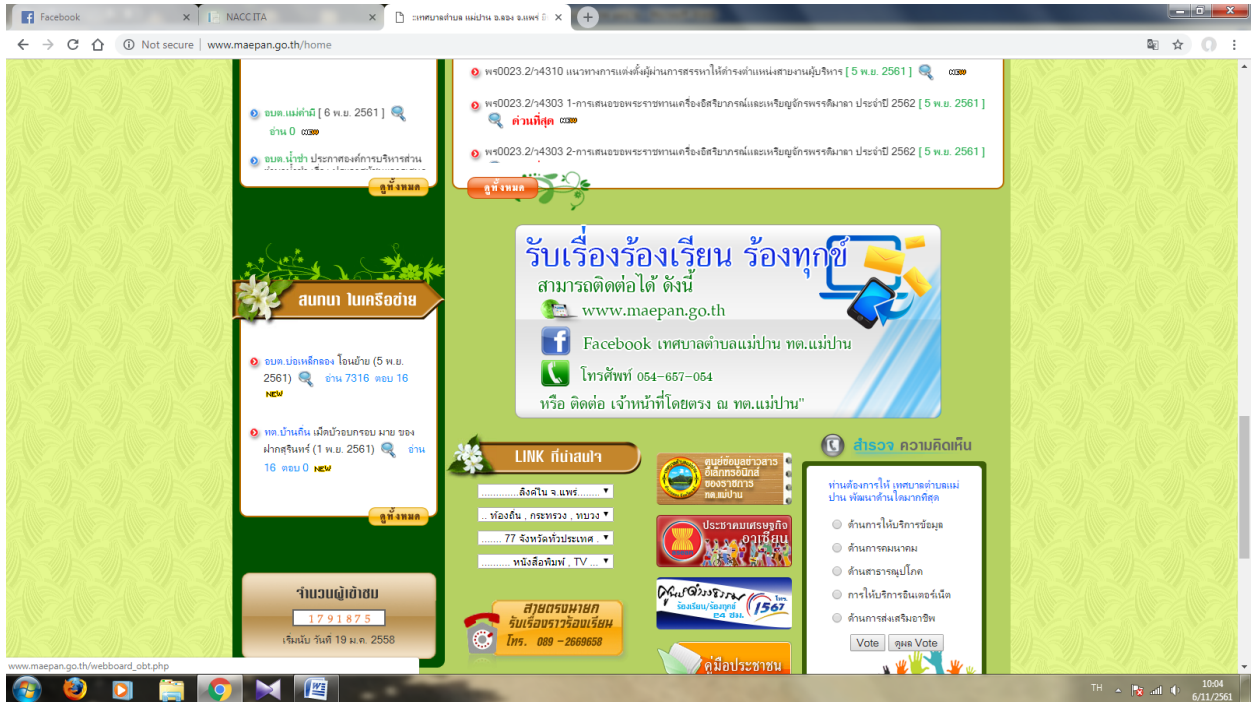 Facebook
NACC ITA
Not secure | www.maepan.go.th/home
อบต.แม่คำมี [ 6 พ.ย. 2561 ]
อ่าน 0 NEW
อบต.น้ำชำ ประกาศองค์การบริหารส่วน
ดูทั้งหมด
พร0023.2/ว4310 แนวทางการแต่งตั้งผู้ผ่านการสรรหาให้ดำรงตำแหน่งสายงานผู้บริหาร [ 5 พ.ย. 2561 ] NEW
พร0023.2/ว4303 1-การเสนอขอพระราชทานเครื่องอิสริยาภรณ์และเหรียญจักรพรรดิมาลา ประจำปี 2562 [ 5 พ.ย. 2561 ]
ด่วนที่สุด NEW
พร0023.2/ว4303 2-การเสนอขอพระราชทานเครื่องอิสริยาภรณ์และเหรียญจักรพรรดิมาลา ประจำปี 2562 [ 5 พ.ย. 2561 ]
ดูทั้งหมด
สนทนา ในเครือข่าย
อบต.บ่อเหล็กลอง โอนย้าย (5 พ.ย.
2561) อ่าน 7316 ตอบ 16
NEW
ทต.บ้านถิ่น เม็ดบัวอบกรอบ มาย ของ
ฝากสุรินทร์ (1 พ.ย. 2561) อ่าน
16 ตอบ 0 NEW
ดูทั้งหมด
จำนวนผู้เข้าชม
1791875
เริ่มนับ วันที่ 19 ม.ค. 2558
รับเรื่องร้องเรียน ร้องทุกข์
สามารถติดต่อได้ ดังนี้
www.maepan.go.th
Facebook เทศบาลตำบลแม่ปาน ทต.แม่ปาน
โทรศัพท์ 054-657-054
หรือ ติดต่อ เจ้าหน้าที่โดยตรง ณ ทต.แม่ปาน"
LINK ที่น่าสนใจ
............ลิงค์ใน จ.แพร่........
.. ท้องถิ่น , กระทรวง , ทบวง
........ 77 จังหวัดทั่วประเทศ .
.......... หนังสือพิมพ์ , TV ...
สายตรงนายก
รับเรื่องราวร้องเรียน
โทร. 089 - 2669658
ศูนย์ข้อมูลข่าวสาร
อิเล็กทรอนิกส์
ของราชการ
ทต.แม่ปาน
ประชาคมเศรษฐกิจ
อาเซียน
ศูนย์ดำรงธรรม
ร้องเรียน/ร้องทุกข์ โทร. 1567
๒๔ ชม.
คู่มือประชาชน
สำรวจ ความคิดเห็น
ท่านต้องการให้ เทศบาลตำบลแม่
ปาน พัฒนาด้านใดมากที่สุด
ด้านการให้บริการข้อมูล
ด้านการคมนาคม
ด้านสาธารณูปโภค
การให้บริการอินเตอร์เน็ต
ด้านการส่งเสริมอาชีพ
Vote ดูผล Vote
www.maepan.go.th/webboard_obt.php
TH
10:04
6/11/2561